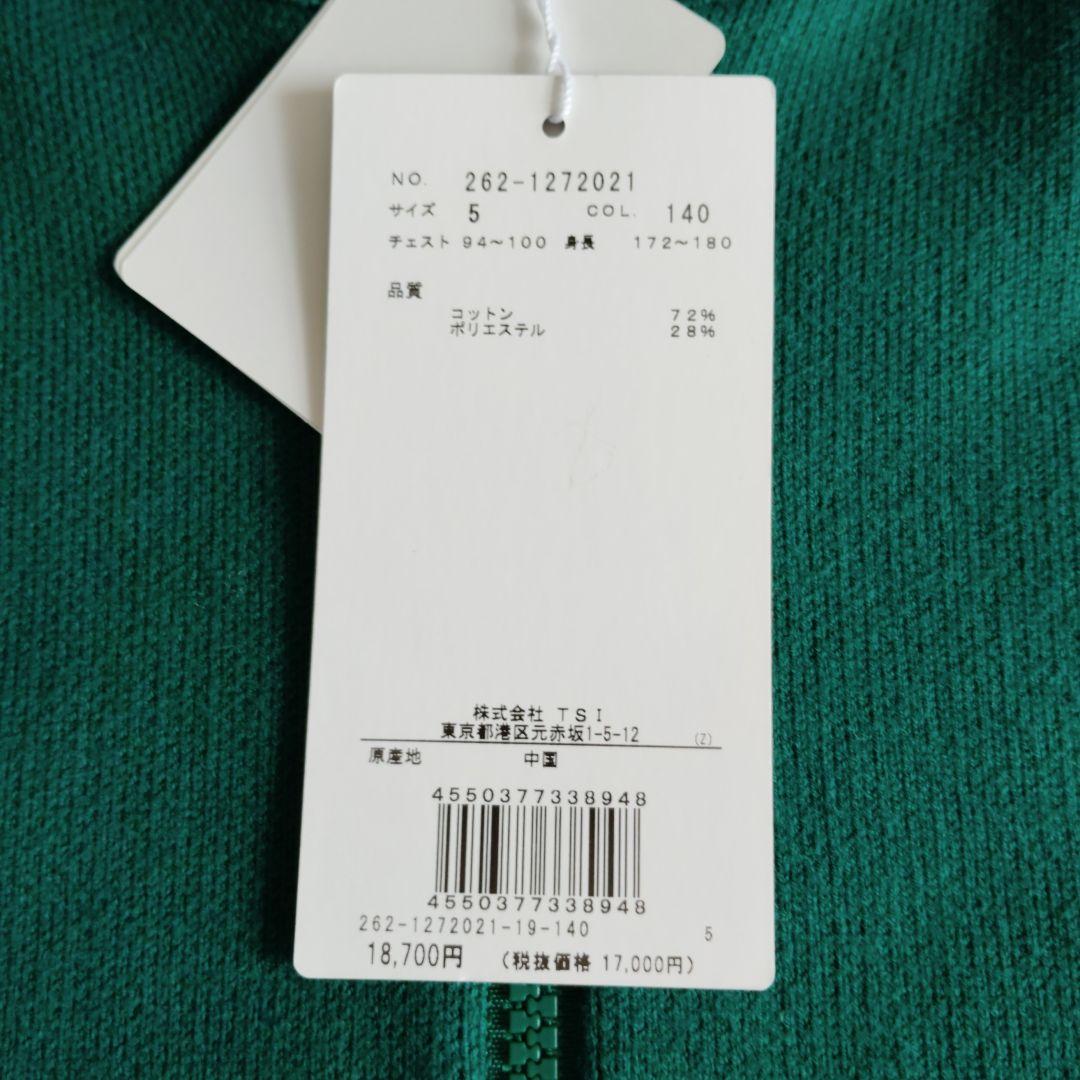 NO. 262-1272021
サイズ 5 COL. 140
チェスト 94～100 身長 172～180
品質
コットン 72%
ポリエステル 28%
株式会社 TSI
東京都港区元赤坂1-5-12 (Z)
原産地 中国
4550377338948
4550377338948
262-1272021-19-140 5
18,700円 (税抜価格 17,000円)